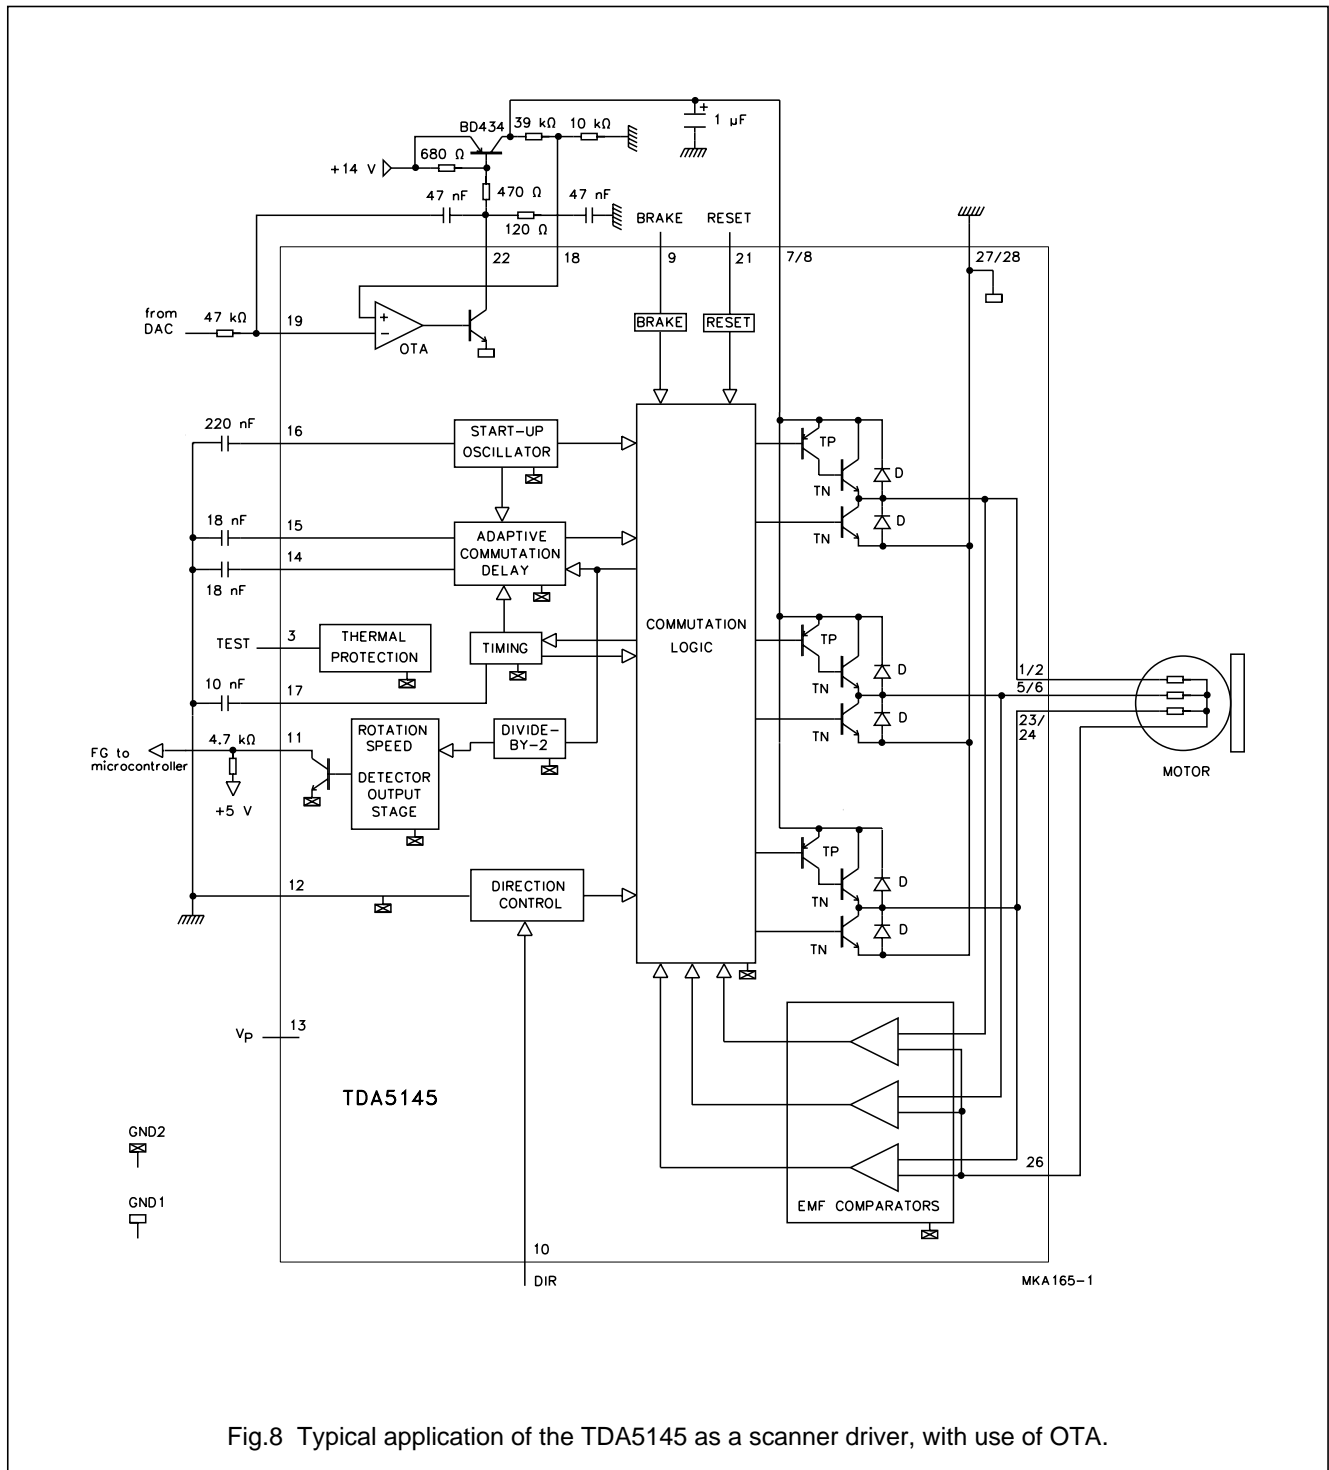 BD434
39 kΩ
10 kΩ
+
1 µF
680 Ω
+14 V
470 Ω
47 nF
47 nF
120 Ω
BRAKE
RESET
22
18
9
21
7/8
27/28
from
DAC
47 kΩ
19
+
−
OTA
BRAKE
RESET
220 nF
16
START-UP
OSCILLATOR
TP
TN
D
TN
D
18 nF
15
14
18 nF
ADAPTIVE
COMMUTATION
DELAY
COMMUTATION
LOGIC
TEST
3
THERMAL
PROTECTION
TIMING
TP
TN
D
TN
D
10 nF
17
1/2
5/6
23/
24
MOTOR
4.7 kΩ
11
FG to
microcontroller
+5 V
ROTATION
SPEED
DETECTOR
OUTPUT
STAGE
DIVIDE-
BY-2
TP
TN
D
TN
D
12
DIRECTION
CONTROL
VP
13
TDA5145
GND2
GND1
26
EMF COMPARATORS
10
DIR
MKA165-1
Fig.8 Typical application of the TDA5145 as a scanner driver, with use of OTA.